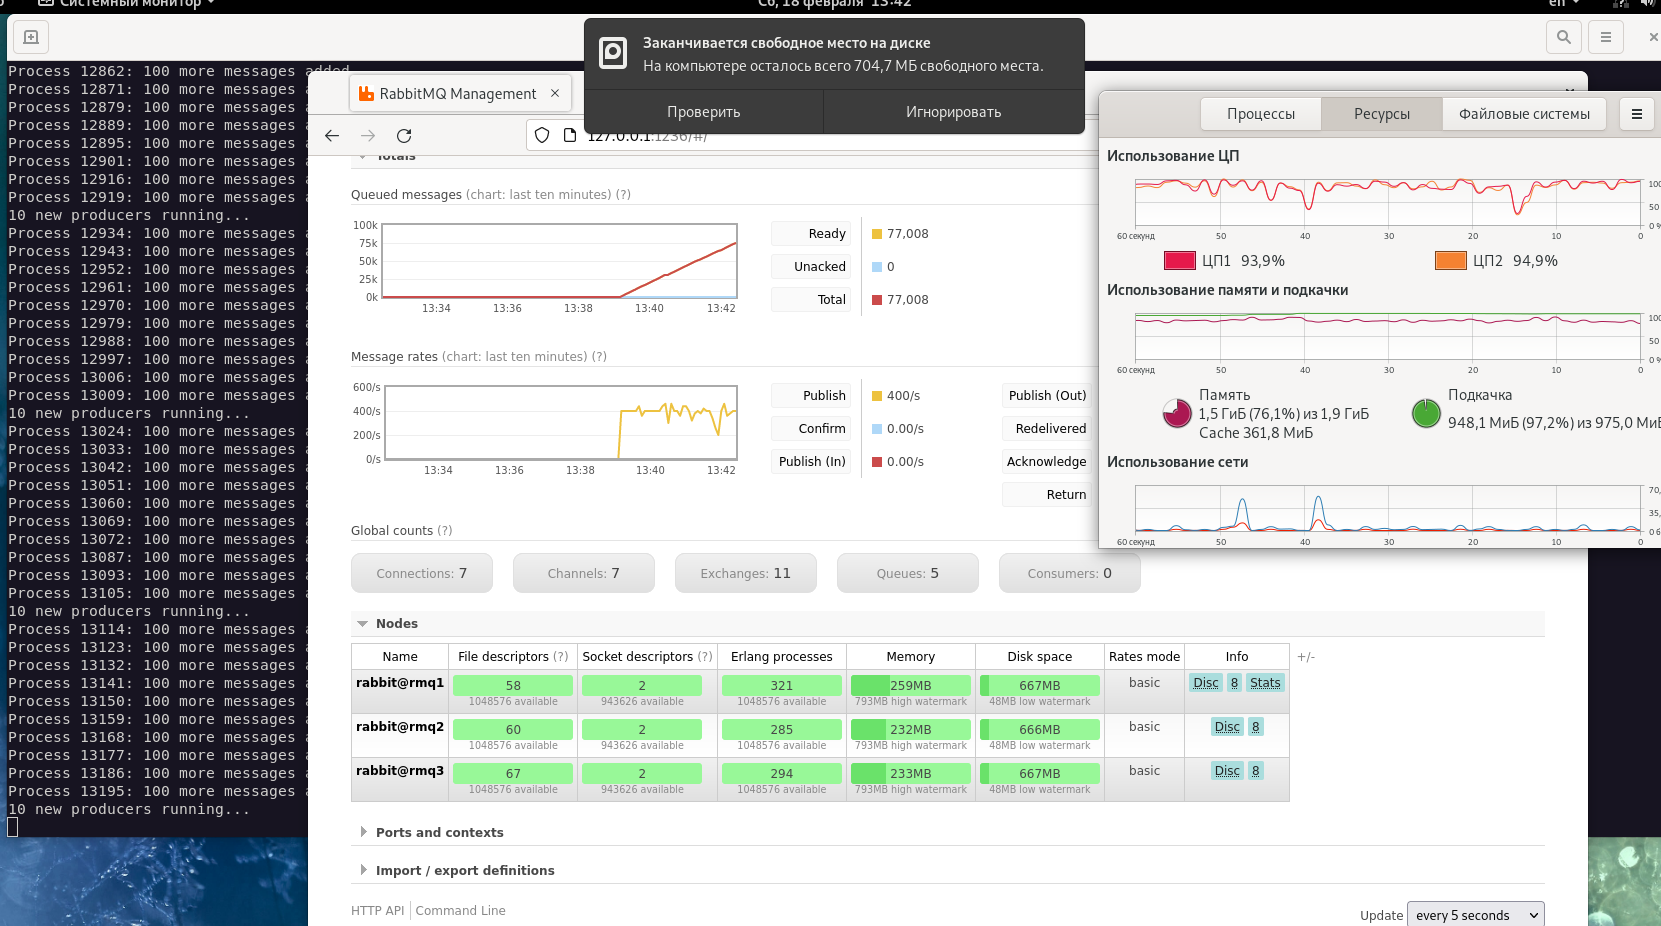 Системный монитор
Сб, 18 февраля 13:42
en
Process 12862: 100 more messages added
Process 12871: 100 more messages a
Process 12879: 100 more messages a
Process 12889: 100 more messages a
Process 12895: 100 more messages a
Process 12901: 100 more messages a
Process 12916: 100 more messages a
Process 12919: 100 more messages a
10 new producers running...
Process 12934: 100 more messages a
Process 12943: 100 more messages a
Process 12952: 100 more messages a
Process 12961: 100 more messages a
Process 12970: 100 more messages a
Process 12979: 100 more messages a
Process 12988: 100 more messages a
Process 12997: 100 more messages a
Process 13006: 100 more messages a
Process 13009: 100 more messages a
10 new producers running...
Process 13024: 100 more messages a
Process 13033: 100 more messages a
Process 13042: 100 more messages a
Process 13051: 100 more messages a
Process 13060: 100 more messages a
Process 13069: 100 more messages a
Process 13072: 100 more messages a
Process 13087: 100 more messages a
Process 13093: 100 more messages a
Process 13105: 100 more messages a
10 new producers running...
Process 13114: 100 more messages a
Process 13123: 100 more messages a
Process 13132: 100 more messages a
Process 13141: 100 more messages a
Process 13150: 100 more messages a
Process 13159: 100 more messages a
Process 13168: 100 more messages a
Process 13177: 100 more messages a
Process 13186: 100 more messages a
Process 13195: 100 more messages a
10 new producers running...
Заканчивается свободное место на диске
На компьютере осталось всего 704,7 МБ свободного места.
Проверить Игнорировать
RabbitMQ Management
127.0.0.1:1236/#/
Totals
Queued messages (chart: last ten minutes) (?)
100k
75k
50k
25k
0k
13:34 13:36 13:38 13:40 13:42
Ready 77,008
Unacked 0
Total 77,008
Message rates (chart: last ten minutes) (?)
600/s
400/s
200/s
0/s
13:34 13:36 13:38 13:40 13:42
Publish 400/s
Confirm 0.00/s
Publish (In) 0.00/s
Publish (Out)
Redelivered
Acknowledge
Return
Global counts (?)
Connections: 7 Channels: 7 Exchanges: 11 Queues: 5 Consumers: 0
Nodes
Name File descriptors (?) Socket descriptors (?) Erlang processes Memory Disk space Rates mode Info +/-
rabbit@rmq1 58 2 321 259MB 667MB basic Disc 8 Stats
1048576 available 943626 available 1048576 available 793MB high watermark 48MB low watermark
rabbit@rmq2 60 2 285 232MB 666MB basic Disc 8
1048576 available 943626 available 1048576 available 793MB high watermark 48MB low watermark
rabbit@rmq3 67 2 294 233MB 667MB basic Disc 8
1048576 available 943626 available 1048576 available 793MB high watermark 48MB low watermark
Ports and contexts
Import / export definitions
HTTP API Command Line
Update every 5 seconds
Процессы Ресурсы Файловые системы
Использование ЦП
100
50
0 %
60 секунд 50 40 30 20 10 0
ЦП1 93,9% ЦП2 94,9%
Использование памяти и подкачки
100
50
0 %
60 секунд 50 40 30 20 10 0
Память
1,5 ГиБ (76,1%) из 1,9 ГиБ
Cache 361,8 МиБ
Подкачка
948,1 МиБ (97,2%) из 975,0 МиБ
Использование сети
70,
35,
0 б
60 секунд 50 40 30 20 10 0